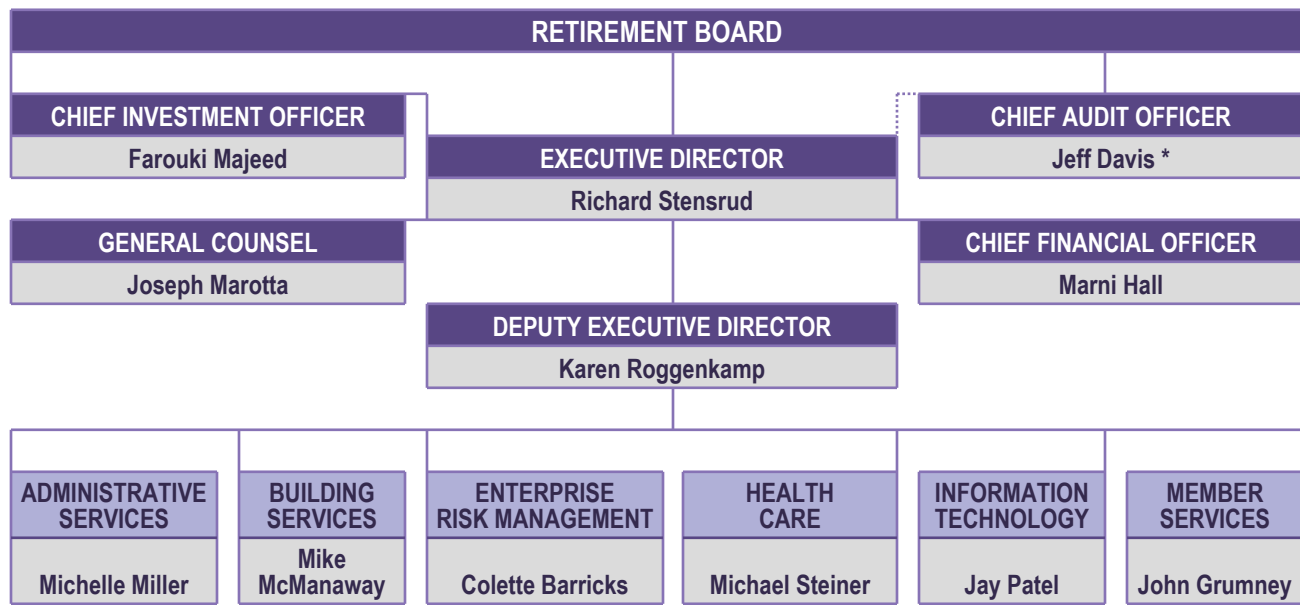 RETIREMENT BOARD
CHIEF INVESTMENT OFFICER
Farouki Majeed
CHIEF AUDIT OFFICER
Jeff Davis *
EXECUTIVE DIRECTOR
Richard Stensrud
GENERAL COUNSEL
Joseph Marotta
CHIEF FINANCIAL OFFICER
Marni Hall
DEPUTY EXECUTIVE DIRECTOR
Karen Roggenkamp
ADMINISTRATIVE
SERVICES
Michelle Miller
BUILDING
SERVICES
Mike
McManaway
ENTERPRISE
RISK MANAGEMENT
Colette Barricks
HEALTH
CARE
Michael Steiner
INFORMATION
TECHNOLOGY
Jay Patel
MEMBER
SERVICES
John Grumney